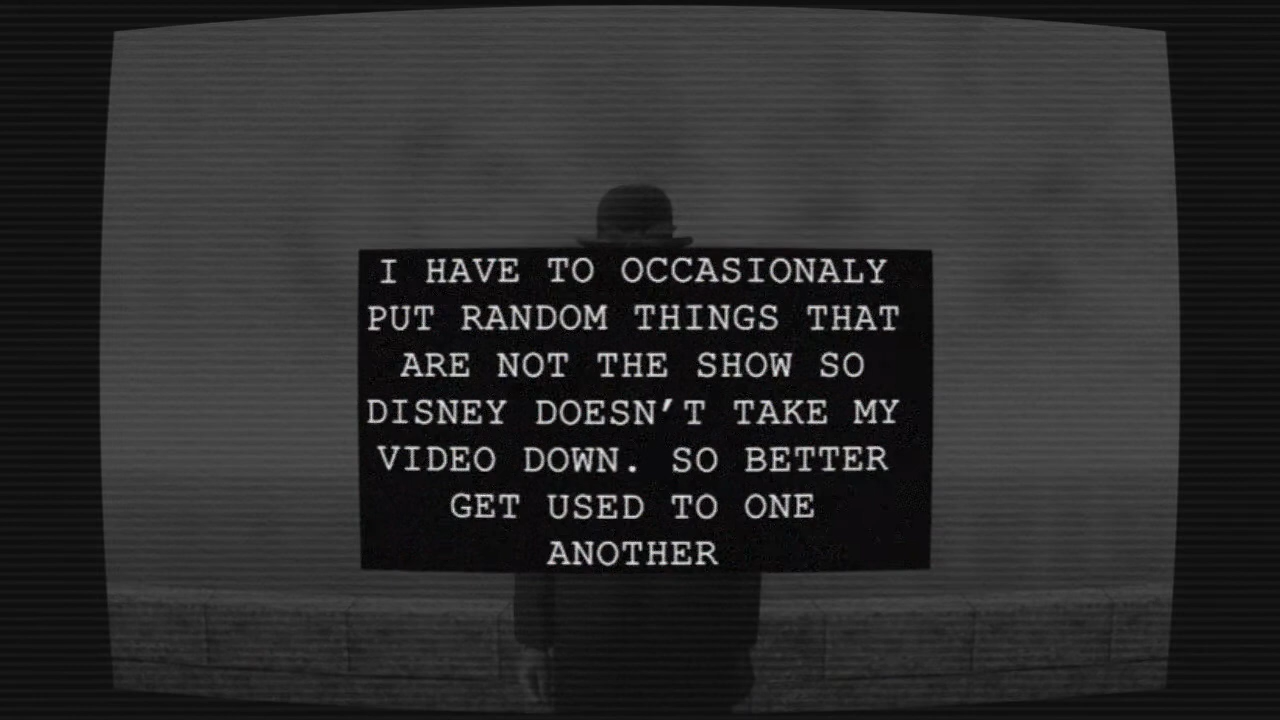 I HAVE TO OCCASIONALY
PUT RANDOM THINGS THAT
ARE NOT THE SHOW SO
DISNEY DOESN’T TAKE MY
VIDEO DOWN. SO BETTER
GET USED TO ONE
ANOTHER